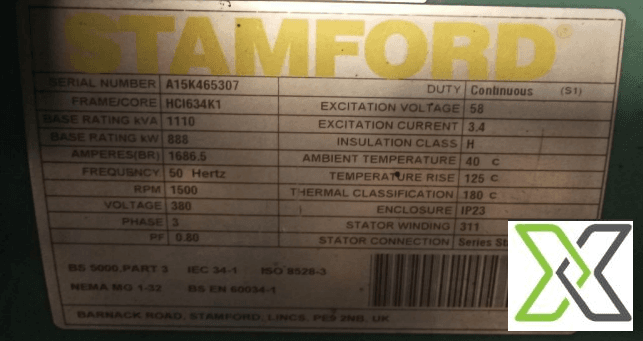 STAMFORD®
SERIAL NUMBER A15K465307
FRAME/CORE HCI634K1
BASE RATING kVA 1110
BASE RATING kW 888
AMPERES(BR) 1686.5
FREQUENCY 50 Hertz
RPM 1500
VOLTAGE 380
PHASE 3
PF 0.80
DUTY Continuous (S1)
EXCITATION VOLTAGE 58
EXCITATION CURRENT 3.4
INSULATION CLASS H
AMBIENT TEMPERATURE 40 C
TEMPERATURE RISE 125 C
THERMAL CLASSIFICATION 180 C
ENCLOSURE IP23
STATOR WINDING 311
STATOR CONNECTION Series
BS 5000,PART 3 IEC 34-1 ISO 8528-3
NEMA MG 1-32 BS EN 60034-1
BARNACK ROAD, STAMFORD, LINCS, PE9 2NB, UK